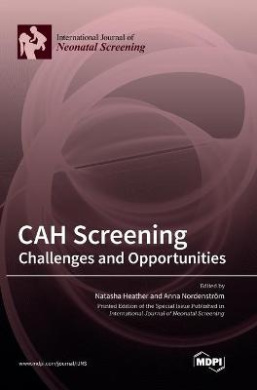 International Journal of
Neonatal Screening
CAH Screening
Challenges and Opportunities
Edited by
Natasha Heather and Anna Nordenström
Printed Edition of the Special Issue Published in
International Journal of Neonatal Screening
www.mdpi.com/journal/IJNS
MDPI